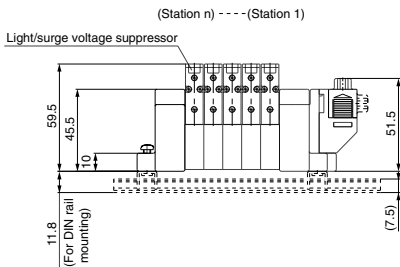 (Station n) ----(Station 1)
Light/surge voltage suppressor
59.5
45.5
10
11.8
(For DIN rail
mounting)
51.5
(7.5)